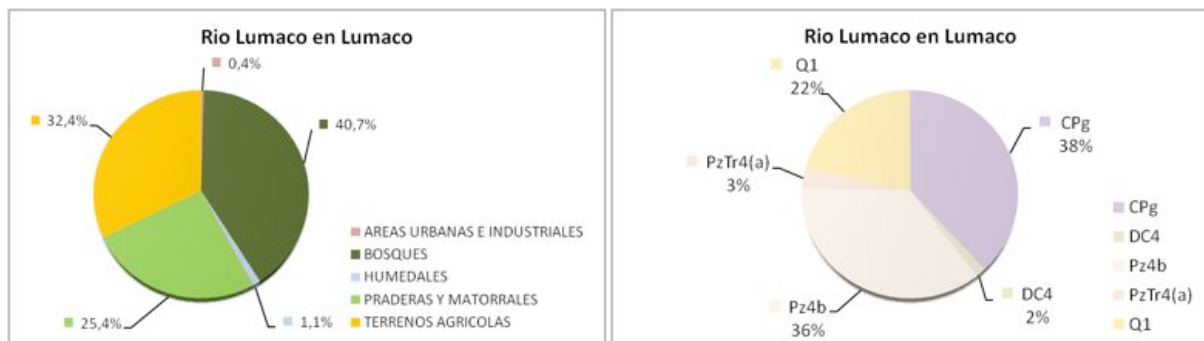 Rio Lumaco en Lumaco
0,4%
32,4%
40,7%
AREAS URBANAS E INDUSTRIALES
BOSQUES
HUMEDALES
PRADERAS Y MATORRALES
TERRENOS AGRICOLAS
25,4%
1,1%
Rio Lumaco en Lumaco
Q1
22%
CPg
38%
PzTr4(a)
3%
CPg
DC4
Pz4b
PzTr4(a)
Q1
DC4
2%
Pz4b
36%